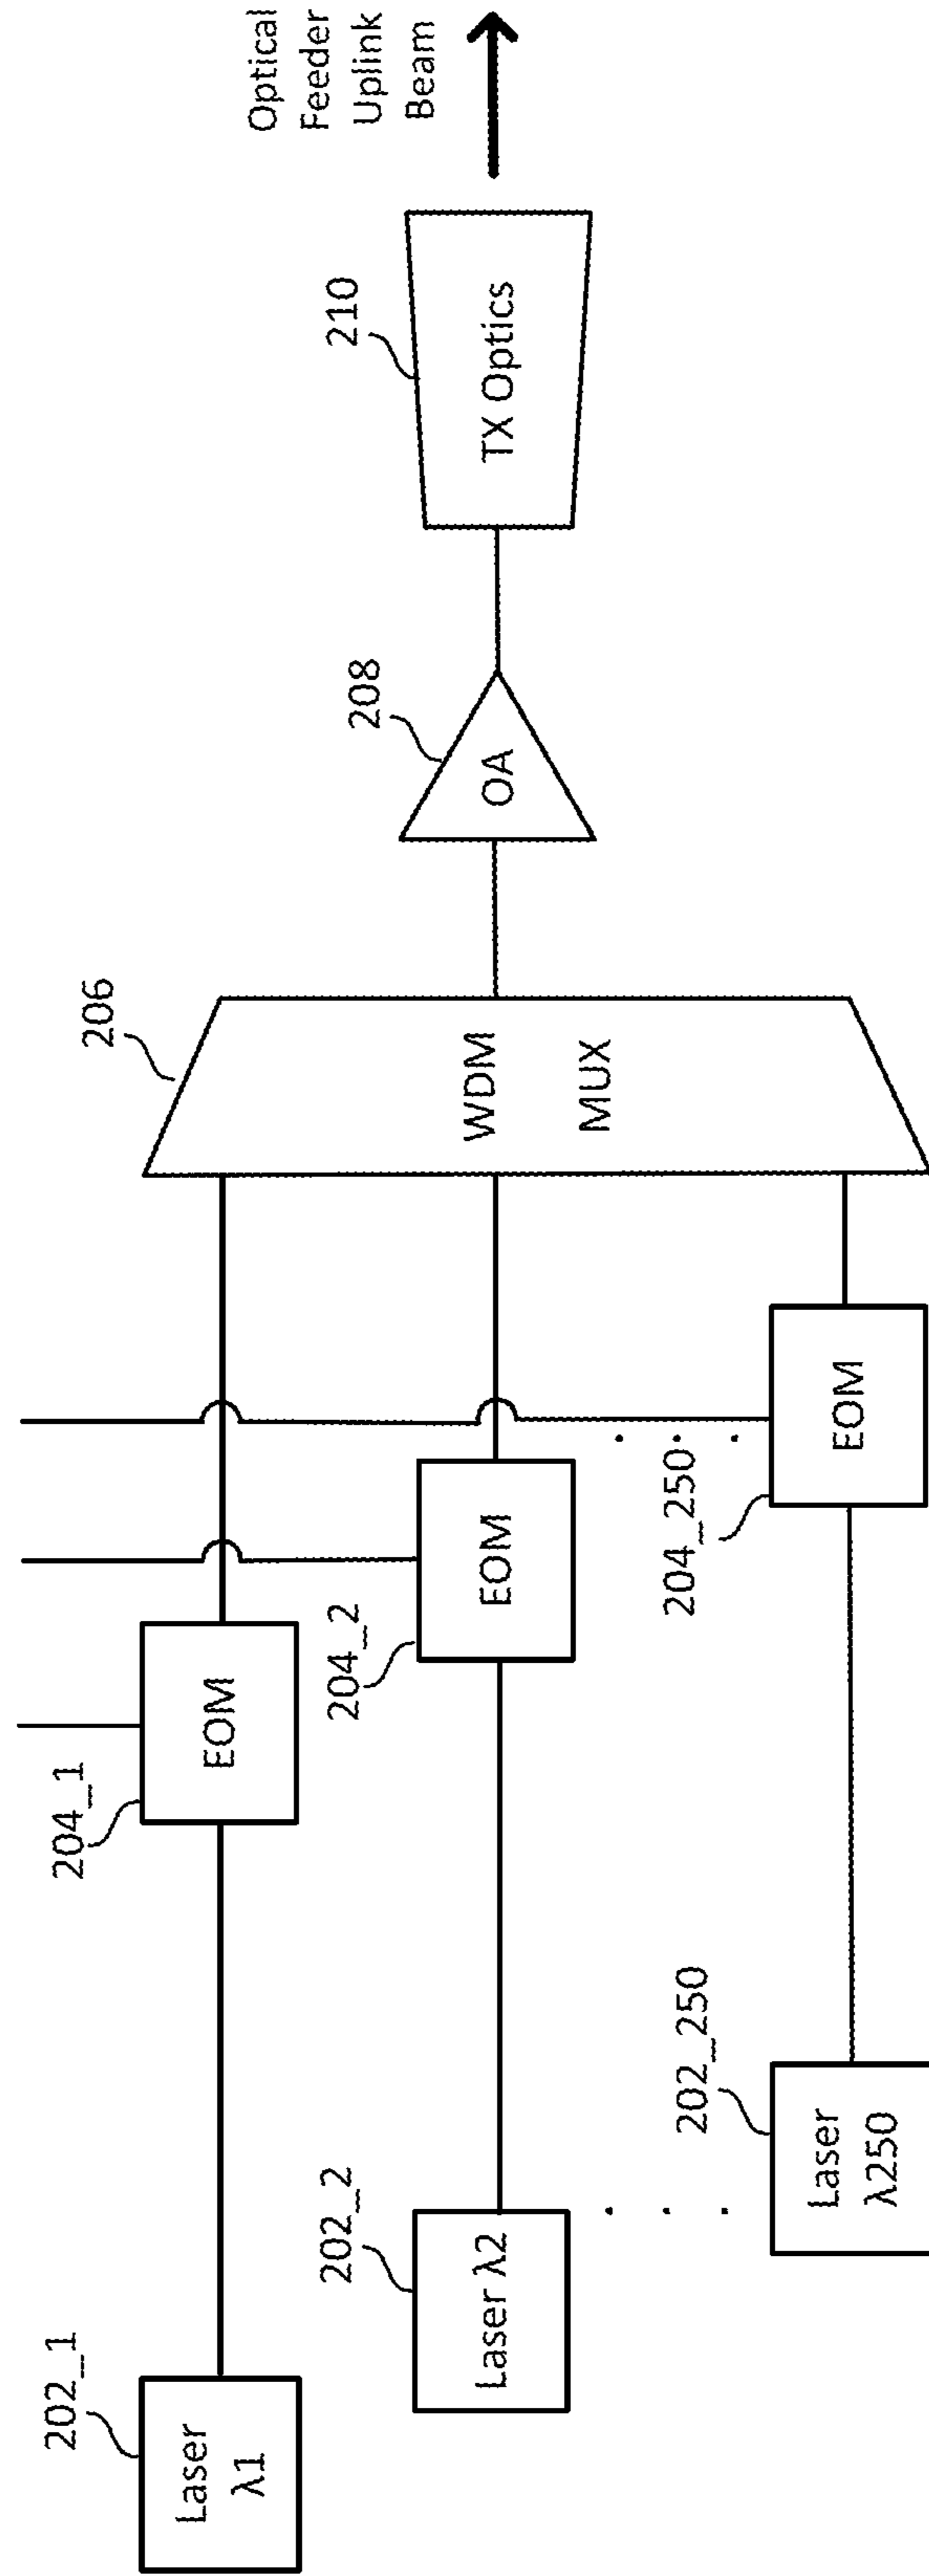 202_1
Laser
λ1
204_1
EOM
202_2
Laser λ2
204_2
EOM
202_250
Laser
λ250
204_250
EOM
206
WDM
MUX
208
OA
210
TX Optics
Optical
Feeder
Uplink
Beam